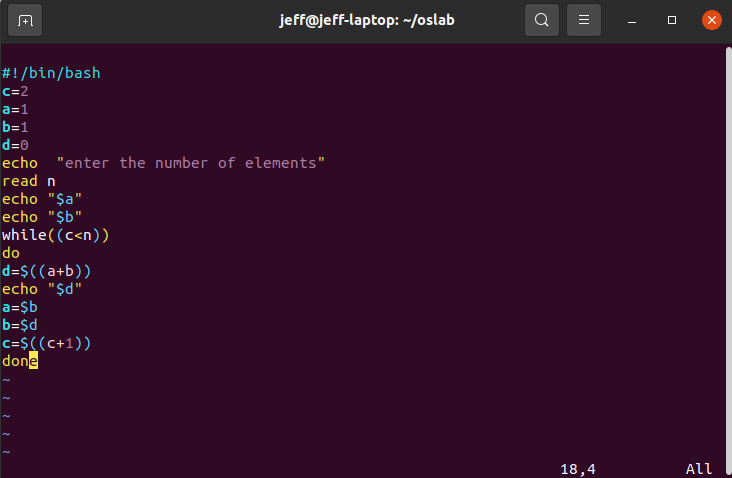 jeff@jeff-laptop: ~/oslab
#!/bin/bash
c=2
a=1
b=1
d=0
echo  "enter the number of elements"
read n
echo "$a"
echo "$b"
while((c<n))
do
d=$((a+b))
echo "$d"
a=$b
b=$d
c=$((c+1))
done
~
~
~
~
~
18,4 All